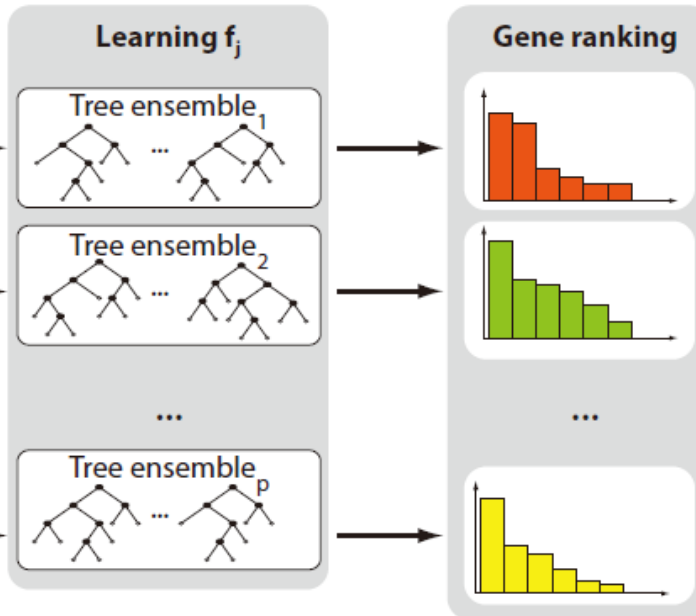 Learning fj
Gene ranking
Tree ensemble1
...
Tree ensemble2
...
...
...
Tree ensemblep
...